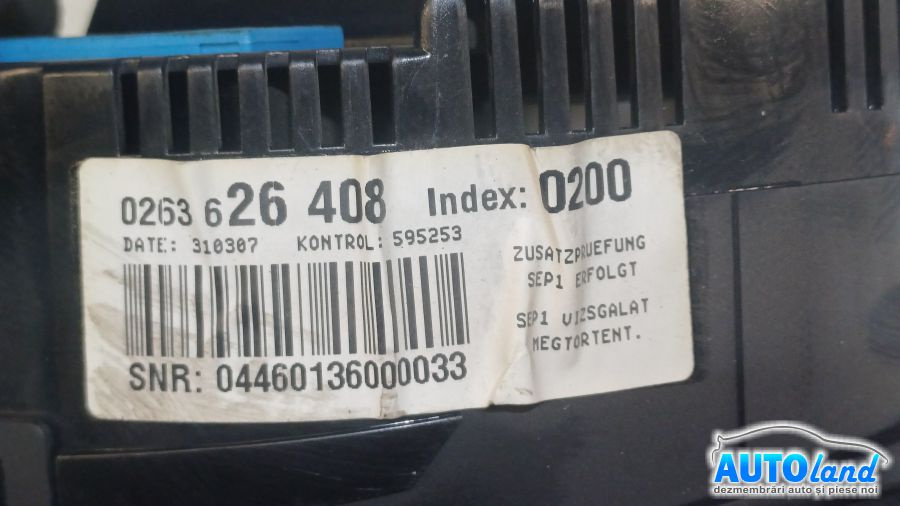 0263 626 408 Index: 0200
DATE: 310307 KONTROL: 595253
ZUSATZPRUEFUNG
SEP1 ERFOLGT
SEP1 VIZSGALAT
MEGTORTENT.
SNR: 04460136000033
AUTOland
dezmembrări auto și piese noi